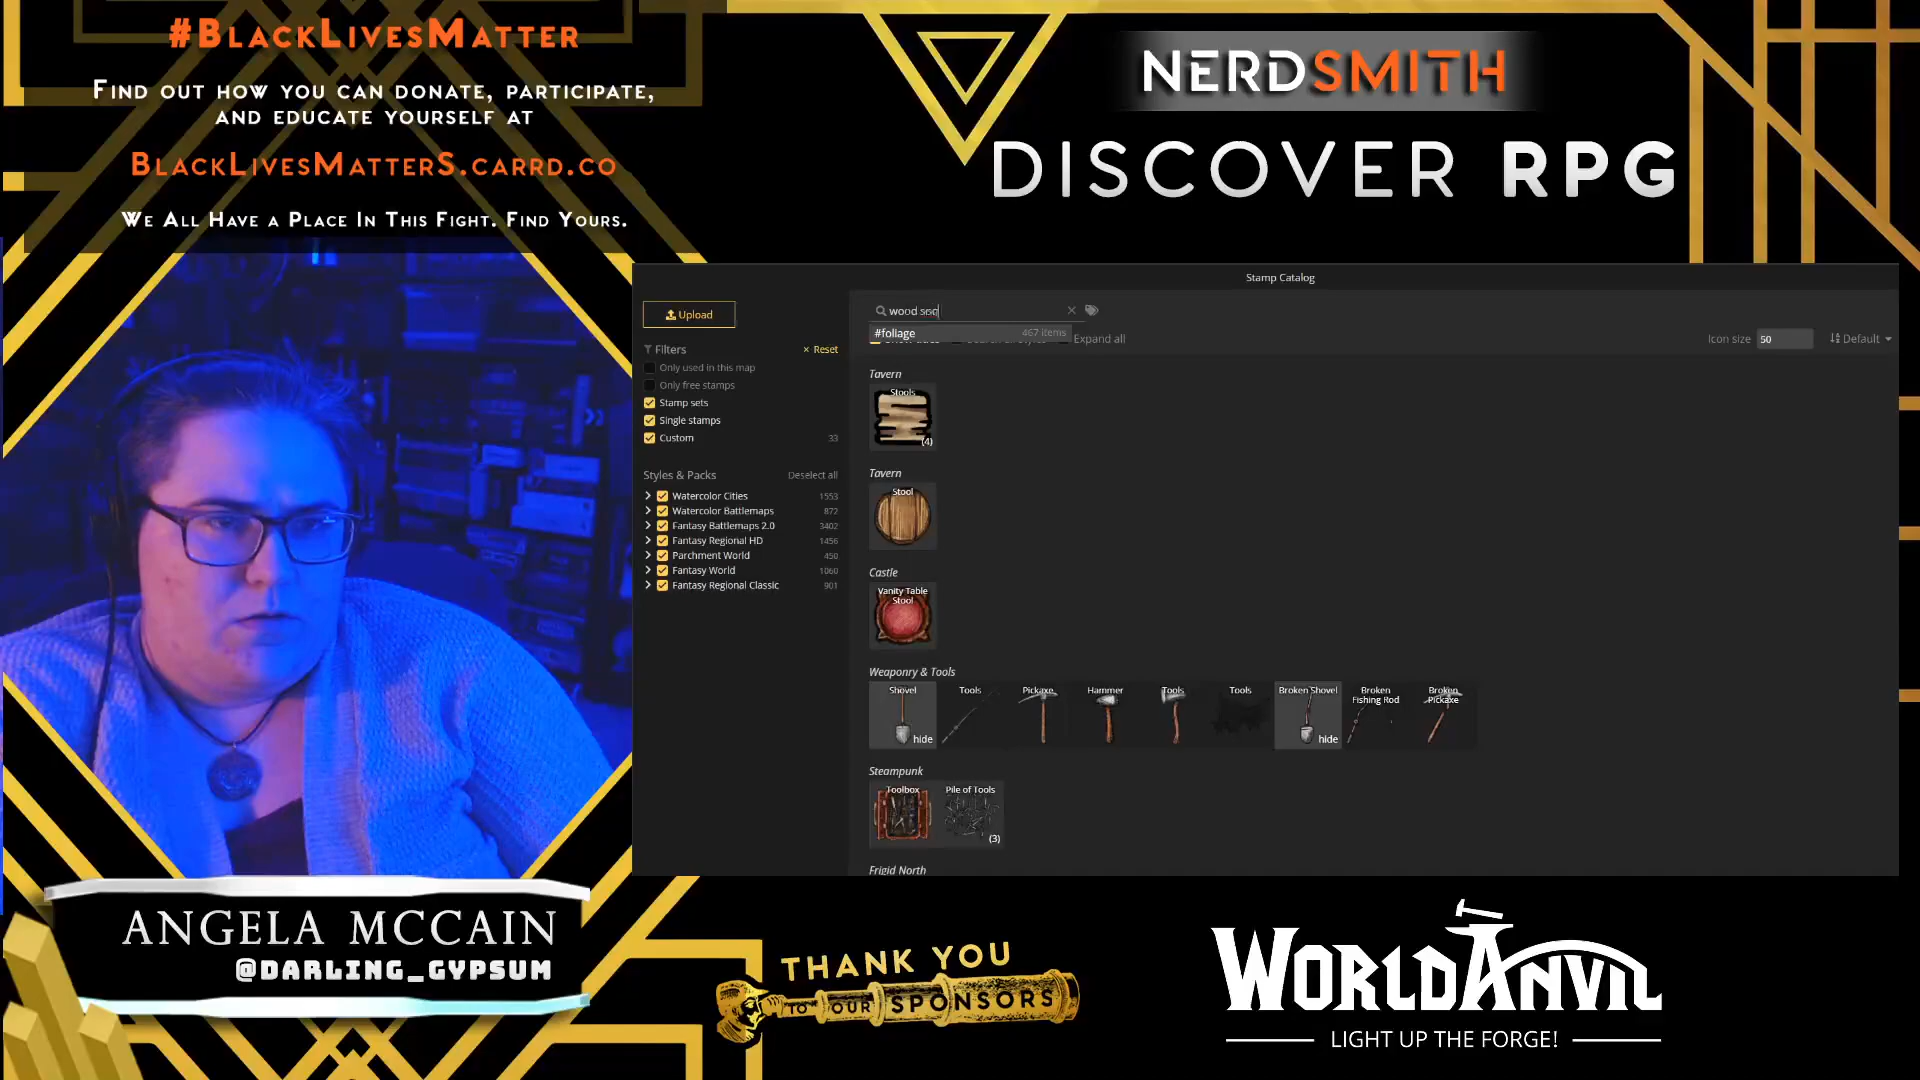 #BLACKLIVESMATTER
FIND OUT HOW YOU CAN DONATE, PARTICIPATE,
AND EDUCATE YOURSELF AT
BLACKLIVESMATTERS.CARRD.CO
WE ALL HAVE A PLACE IN THIS FIGHT. FIND YOURS.
NERDSMITH
DISCOVER RPG
Stamp Catalog
Upload
wood soq
#foliage 467 items
Expand all
Icon size 50
Default
Filters
× Reset
Only used in this map
Only free stamps
Stamp sets
Single stamps
Custom 33
Styles & Packs Deselect all
Watercolor Cities 1553
Watercolor Battlemaps 872
Fantasy Battlemaps 2.0 3402
Fantasy Regional HD 1456
Parchment World 450
Fantasy World 1060
Fantasy Regional Classic 901
Tavern
Stools
(4)
Tavern
Stool
Castle
Vanity Table
Stool
Weaponry & Tools
Shovel Tools Pickaxe Hammer Tools Tools Broken Shovel Broken Fishing Rod Broken Pickaxe
hide hide
Steampunk
Toolbox Pile of Tools
(3)
Frigid North
ANGELA MCCAIN
@DARLING_GYPSUM
THANK YOU
TO OUR SPONSORS
WORLDANVIL
LIGHT UP THE FORGE!